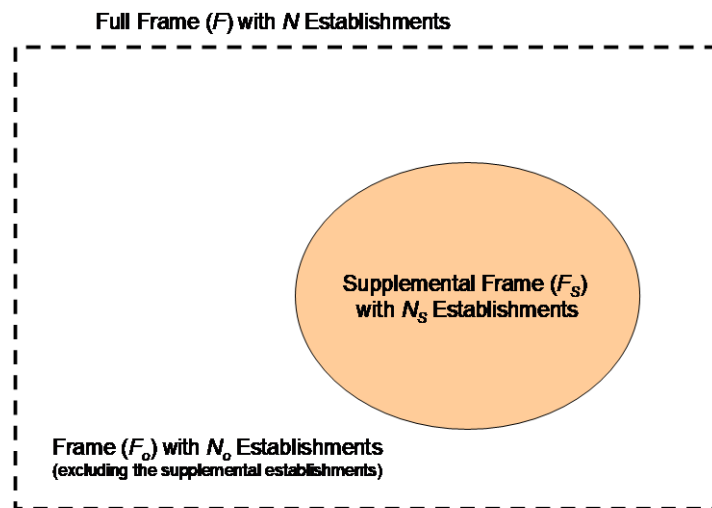 Full Frame (F) with N Establishments
Supplemental Frame (FS)
with NS Establishments
Frame (Fo) with No Establishments
(excluding the supplemental establishments)